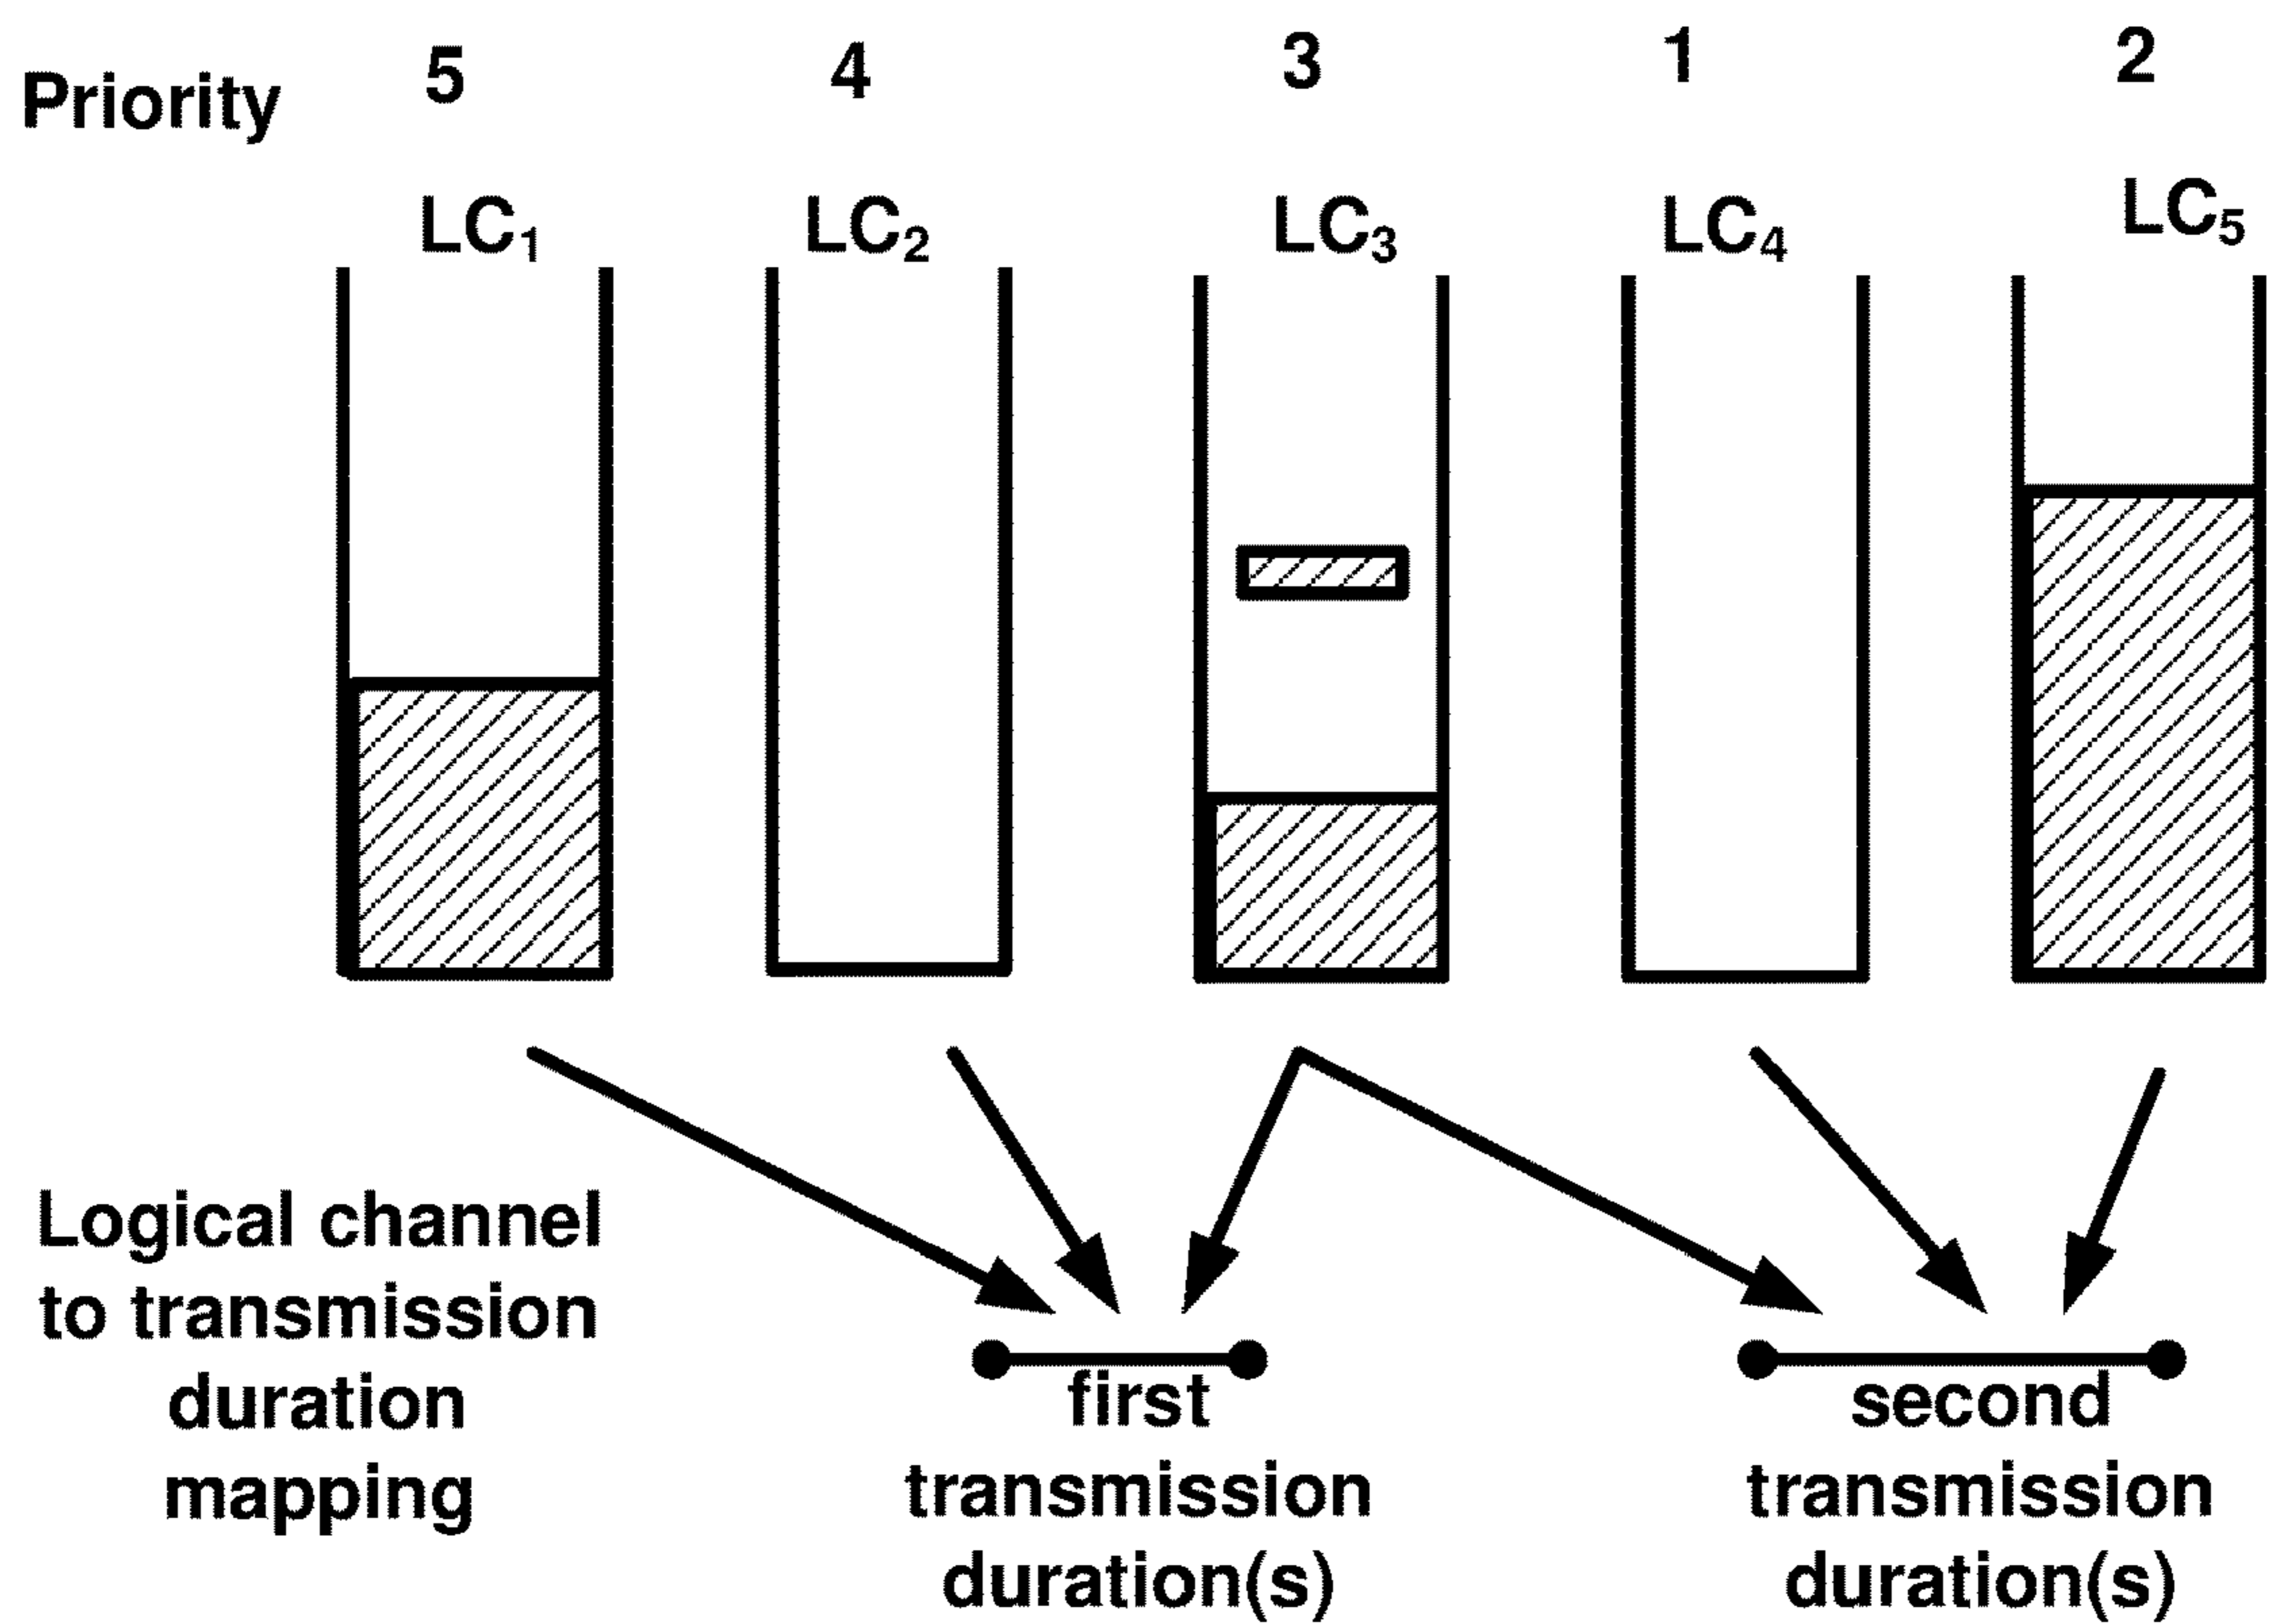 Priority 5 4 3 1 2
LC₁ LC₂ LC₃ LC₄ LC₅
Logical channel
to transmission
duration
mapping
first
transmission
duration(s)
second
transmission
duration(s)